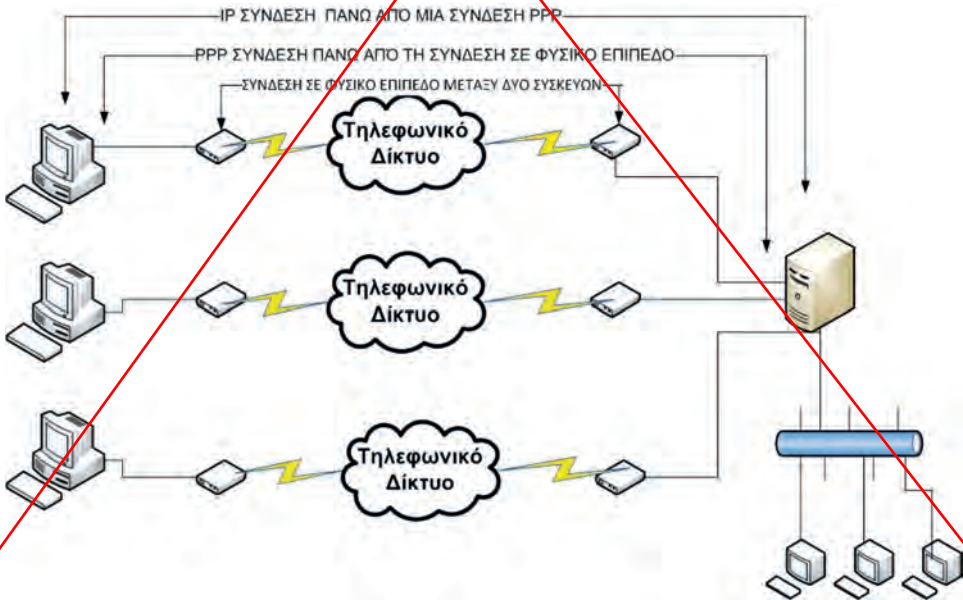 IP ΣΥΝΔΕΣΗ ΠΑΝΩ ΑΠΟ ΜΙΑ ΣΥΝΔΕΣΗ PPP
PPP ΣΥΝΔΕΣΗ ΠΑΝΩ ΑΠΟ ΤΗ ΣΥΝΔΕΣΗ ΣΕ ΦΥΣΙΚΟ ΕΠΙΠΕΔΟ
ΣΥΝΔΕΣΗ ΣΕ ΦΥΣΙΚΟ ΕΠΙΠΕΔΟ ΜΕΤΑΞΥ ΔΥΟ ΣΥΣΚΕΥΩΝ
Τηλεφωνικό
Δίκτυο
Τηλεφωνικό
Δίκτυο
Τηλεφωνικό
Δίκτυο